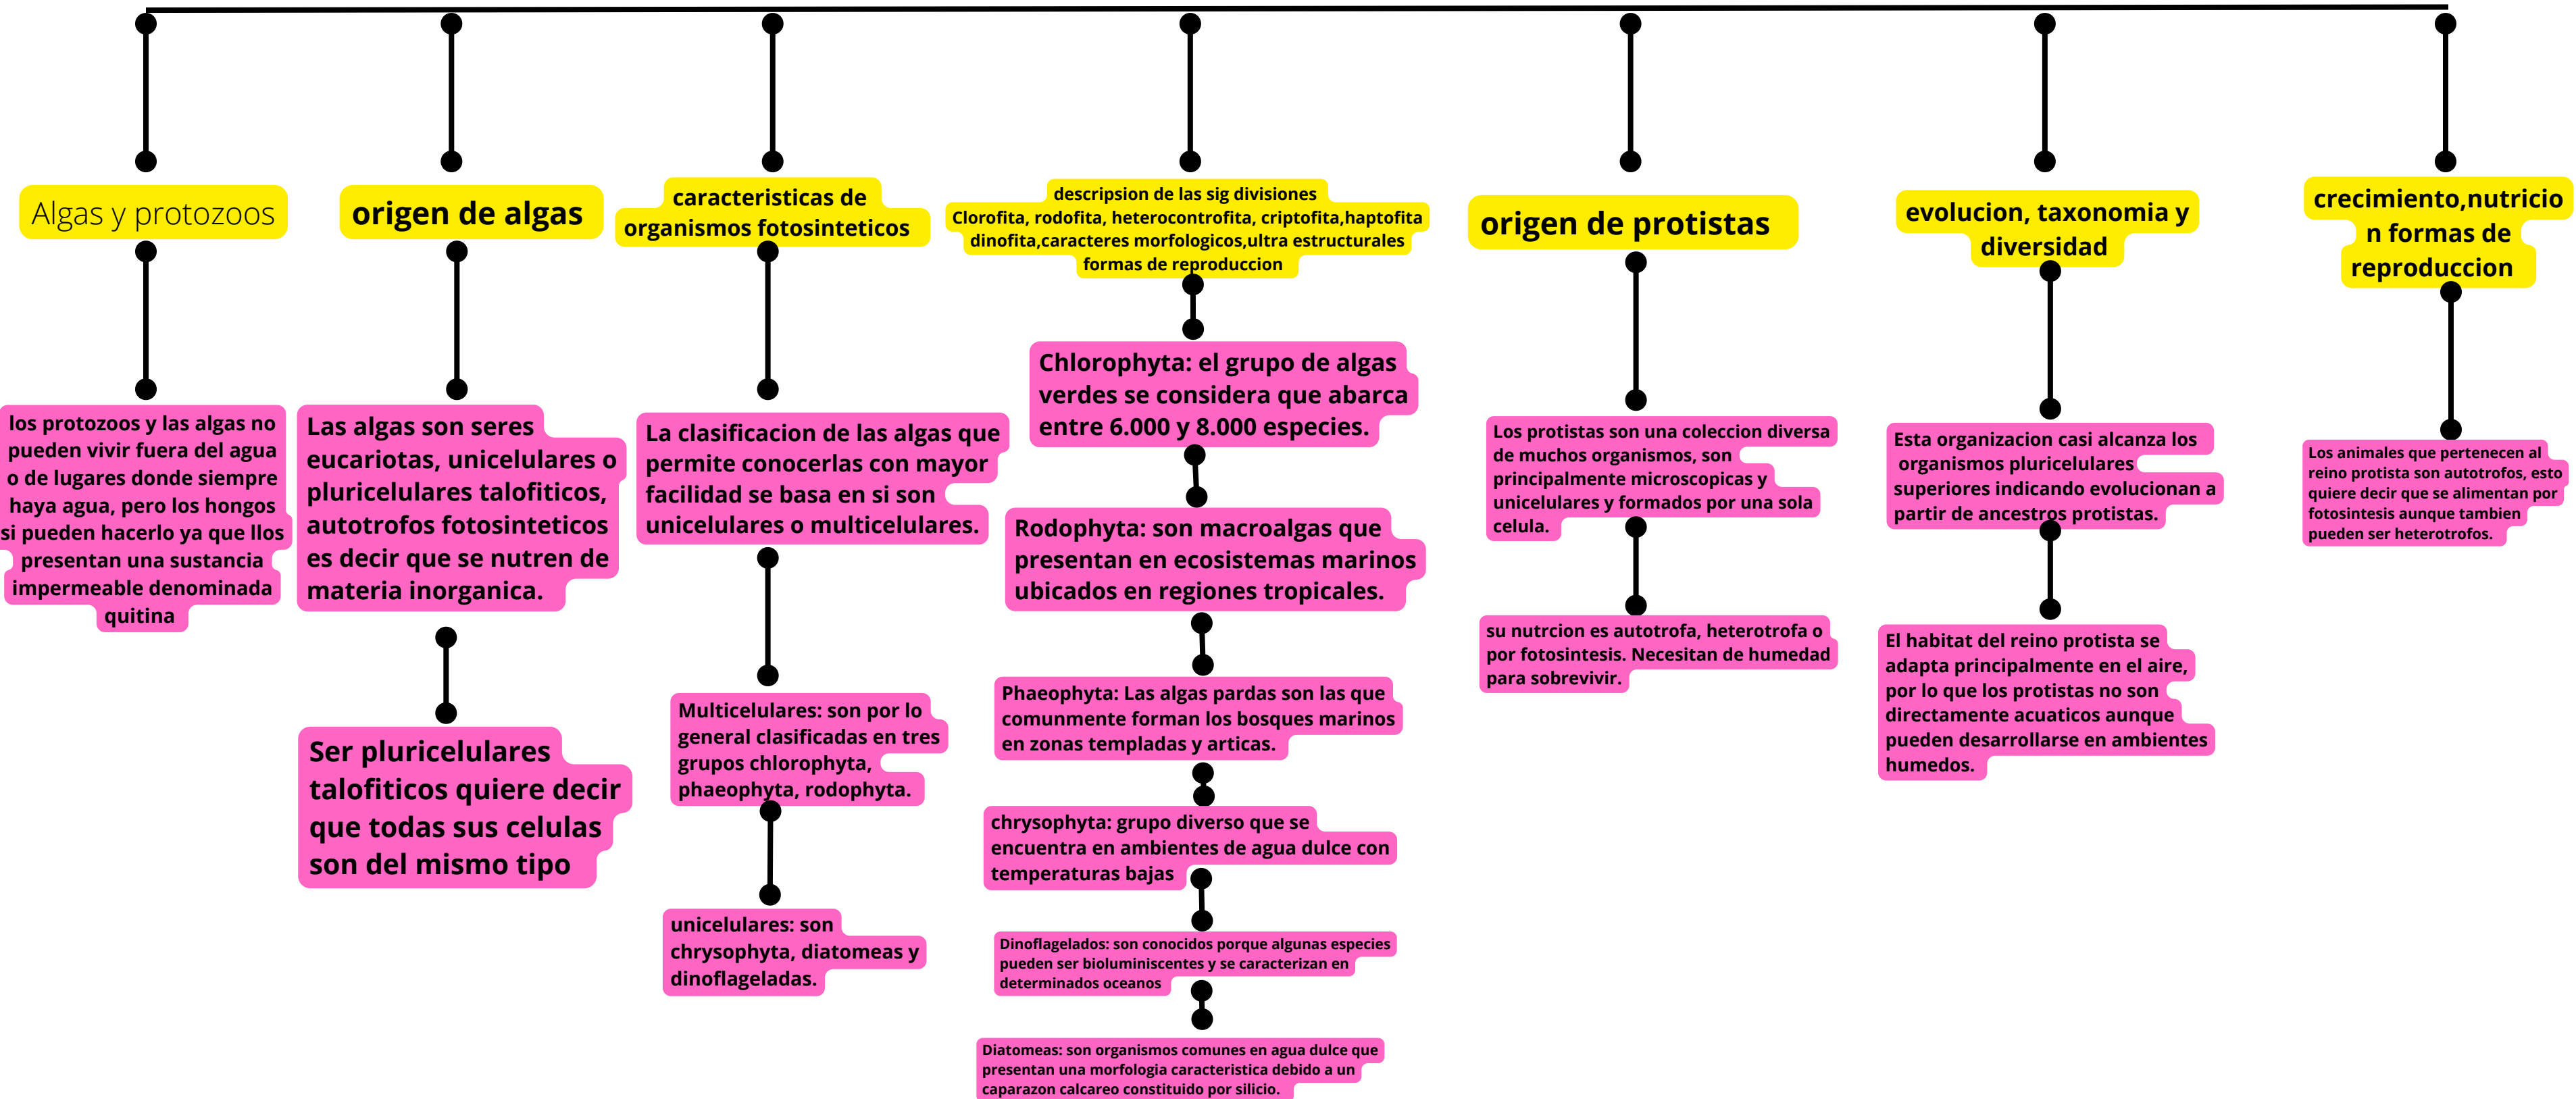 Algas y protozoos
los protozoos y las algas no
pueden vivir fuera del agua
o de lugares donde siempre
haya agua, pero los hongos
si pueden hacerlo ya que llos
presentan una sustancia
impermeable denominada
quitina
origen de algas
Las algas son seres
eucariotas, unicelulares o
pluricelulares talofiticos,
autotrofos fotosinteticos
es decir que se nutren de
materia inorganica.
Ser pluricelulares
talofiticos quiere decir
que todas sus celulas
son del mismo tipo
caracteristicas de
organismos fotosinteticos
La clasificacion de las algas que
permite conocerlas con mayor
facilidad se basa en si son
unicelulares o multicelulares.
Multicelulares: son por lo
general clasificadas en tres
grupos chlorophyta,
phaeophyta, rodophyta.
unicelulares: son
chrysophyta, diatomeas y
dinoflageladas.
descripsion de las sig divisiones
Clorofita, rodofita, heterocontrofita, criptofita,haptofita
dinofita,caracteres morfologicos,ultra estructurales
formas de reproduccion
Chlorophyta: el grupo de algas
verdes se considera que abarca
entre 6.000 y 8.000 especies.
Rodophyta: son macroalgas que
presentan en ecosistemas marinos
ubicados en regiones tropicales.
Phaeophyta: Las algas pardas son las que
comunmente forman los bosques marinos
en zonas templadas y articas.
chrysophyta: grupo diverso que se
encuentra en ambientes de agua dulce con
temperaturas bajas
Dinoflagelados: son conocidos porque algunas especies
pueden ser bioluminiscentes y se caracterizan en
determinados oceanos
Diatomeas: son organismos comunes en agua dulce que
presentan una morfologia caracteristica debido a un
caparazon calcareo constituido por silicio.
origen de protistas
Los protistas son una coleccion diversa
de muchos organismos, son
principalmente microscopicas y
unicelulares y formados por una sola
celula.
su nutrcion es autotrofa, heterotrofa o
por fotosintesis. Necesitan de humedad
para sobrevivir.
evolucion, taxonomia y
diversidad
Esta organizacion casi alcanza los
organismos pluricelulares
superiores indicando evolucionan a
partir de ancestros protistas.
El habitat del reino protista se
adapta principalmente en el aire,
por lo que los protistas no son
directamente acuaticos aunque
pueden desarrollarse en ambientes
humedos.
crecimiento,nutricio
n formas de
reproduccion
Los animales que pertenecen al
reino protista son autotrofos, esto
quiere decir que se alimentan por
fotosintesis aunque tambien
pueden ser heterotrofos.